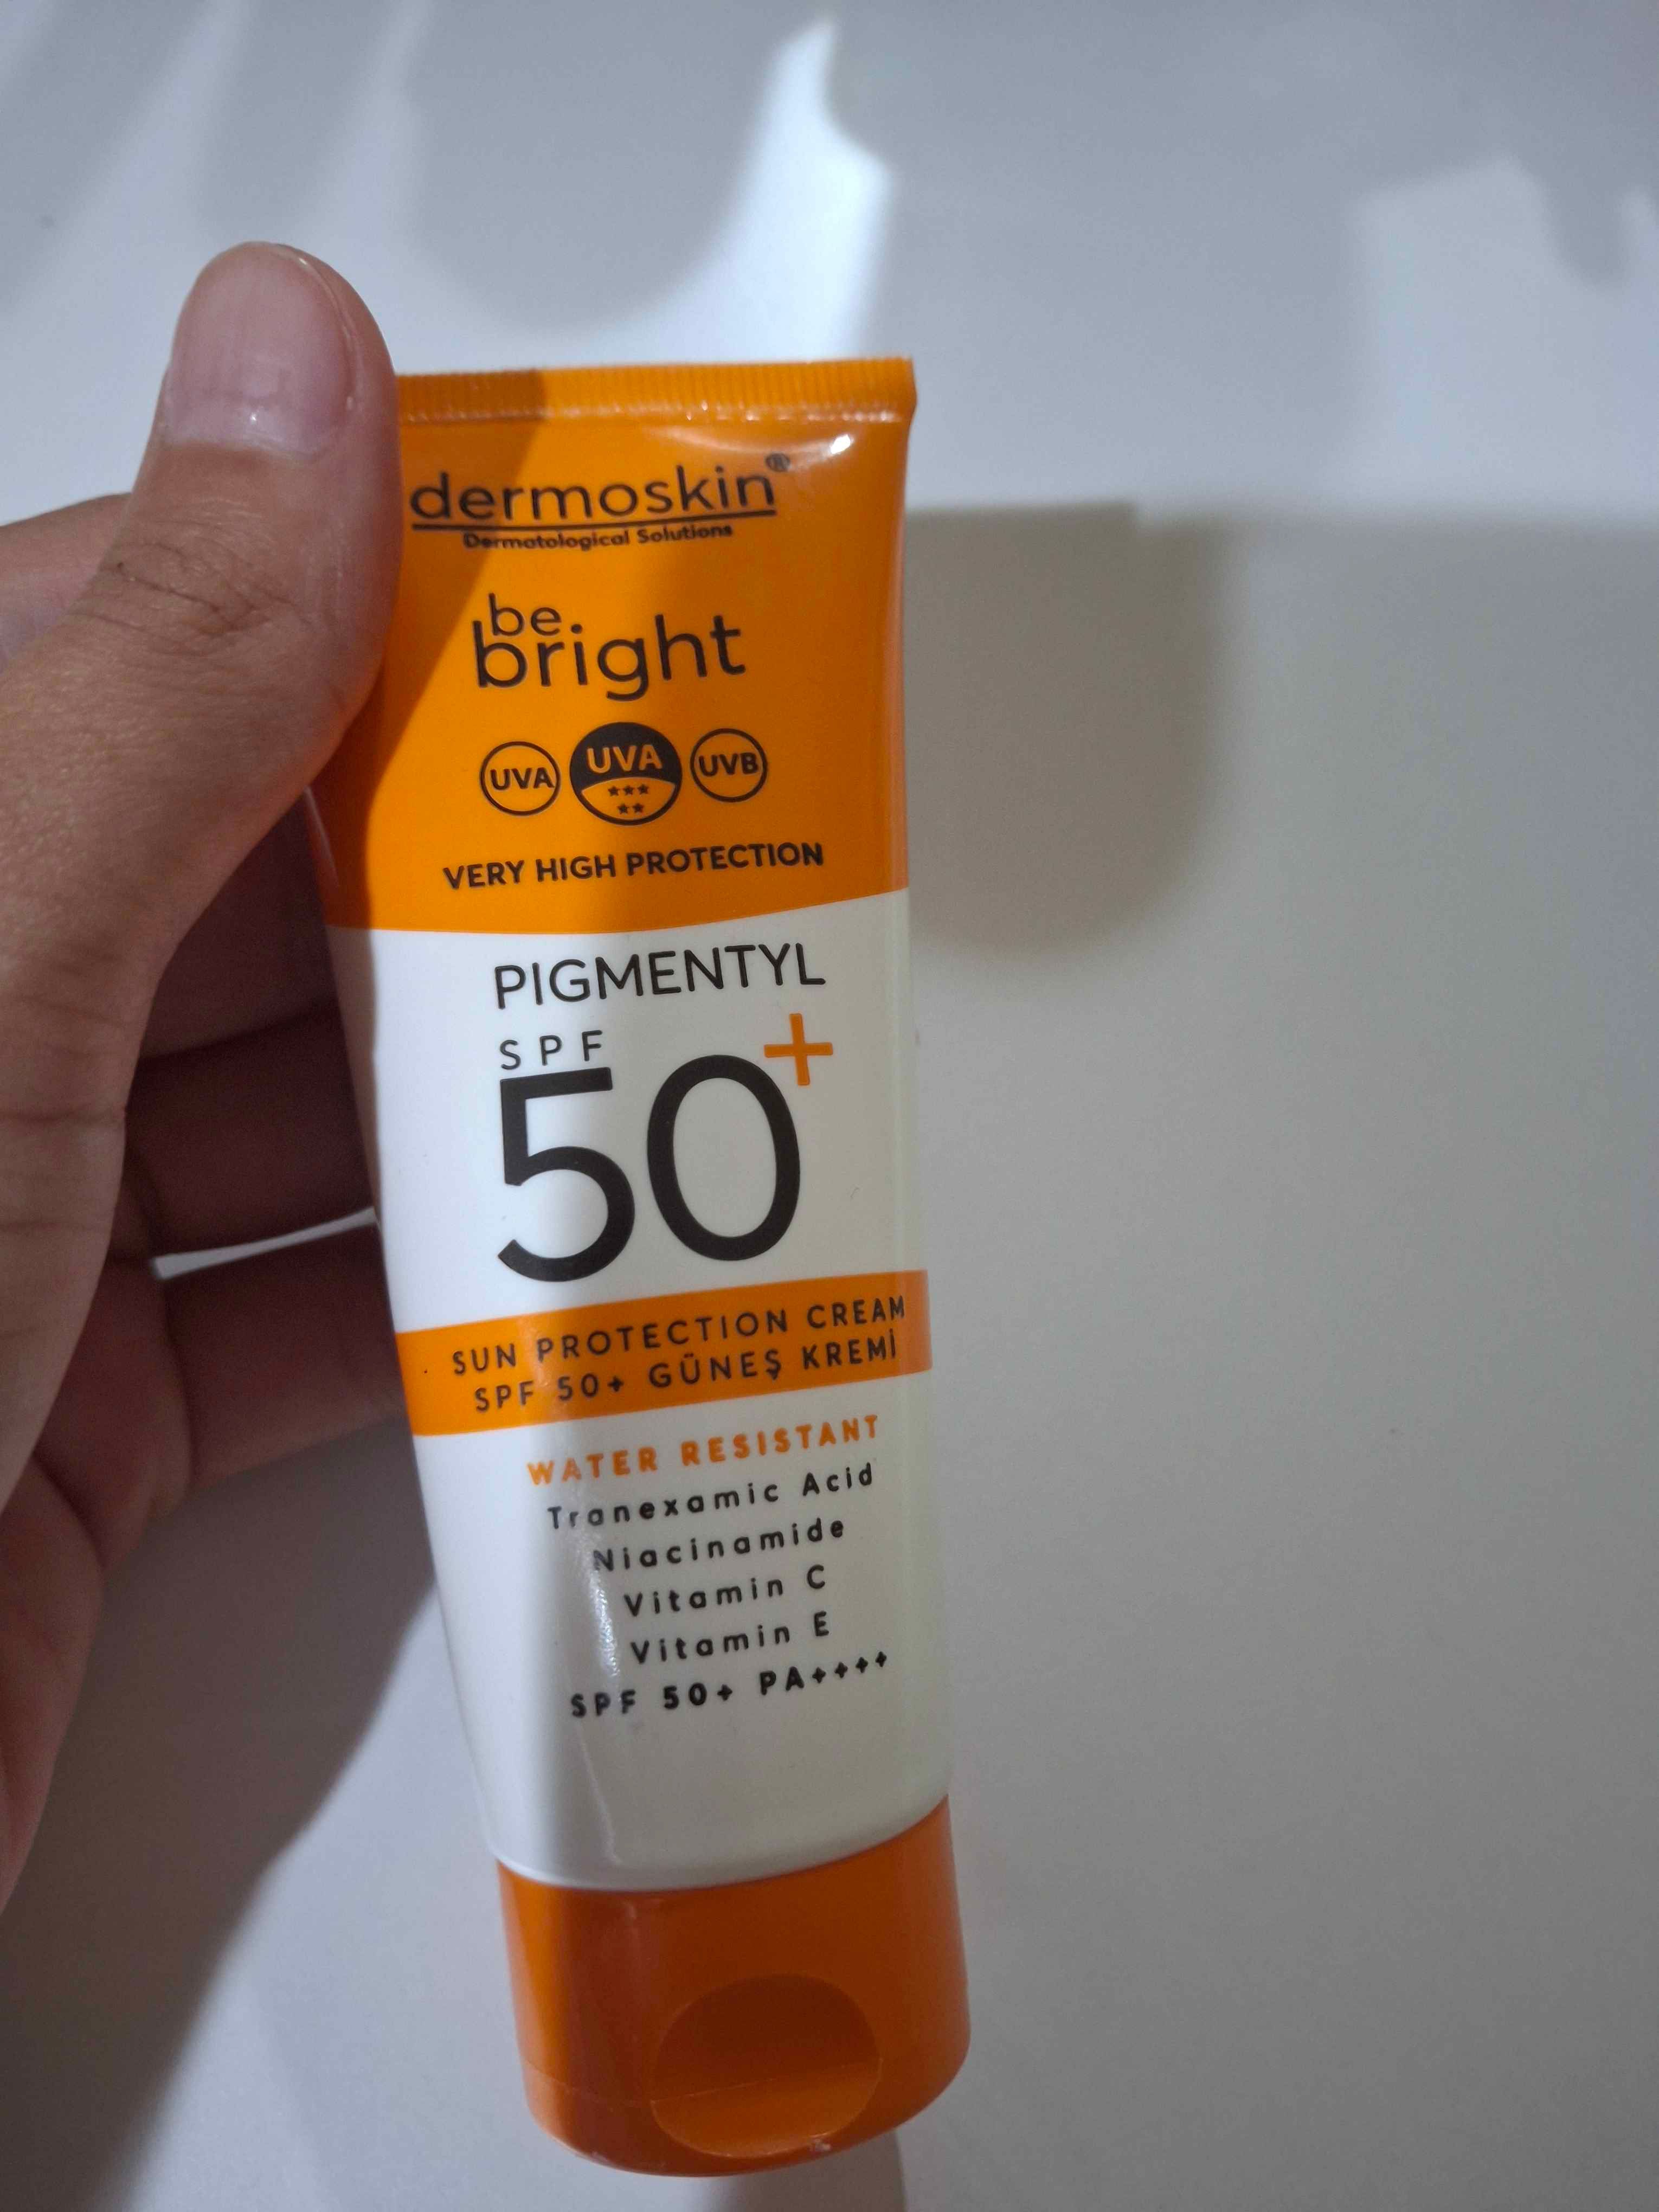 dermoskin®
Dermatological Solutions
be
bright
UVA UVA UVB
VERY HIGH PROTECTION
PIGMENTYL
SPF
50+
SUN PROTECTION CREAM
SPF 50+ GÜNEŞ KREMİ
WATER RESISTANT
Tranexamic Acid
Niacinamide
Vitamin C
Vitamin E
SPF 50+ PA++++